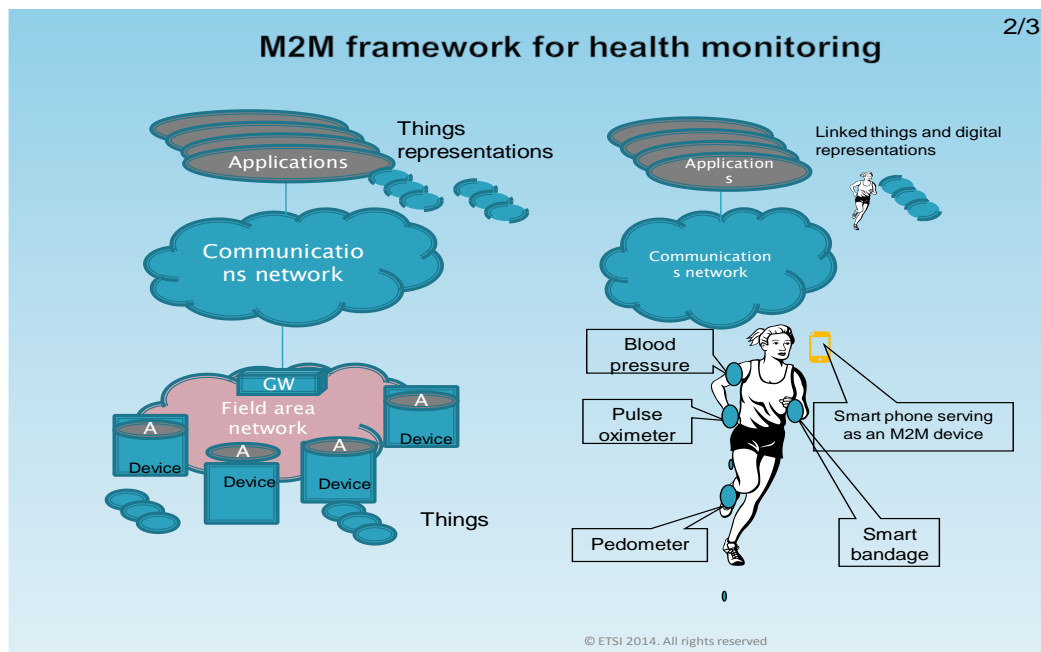 2/3
M2M framework for health monitoring
Things
representations
Applications
Communicatio
ns network
GW
Field area
network
A
Device
A
Device
A
Device
A
Device
Things
Linked things and digital
representations
Application
s
Communication
s network
Blood
pressure
Pulse
oximeter
Smart phone serving
as an M2M device
Pedometer
Smart
bandage
© ETSI 2014. All rights reserved